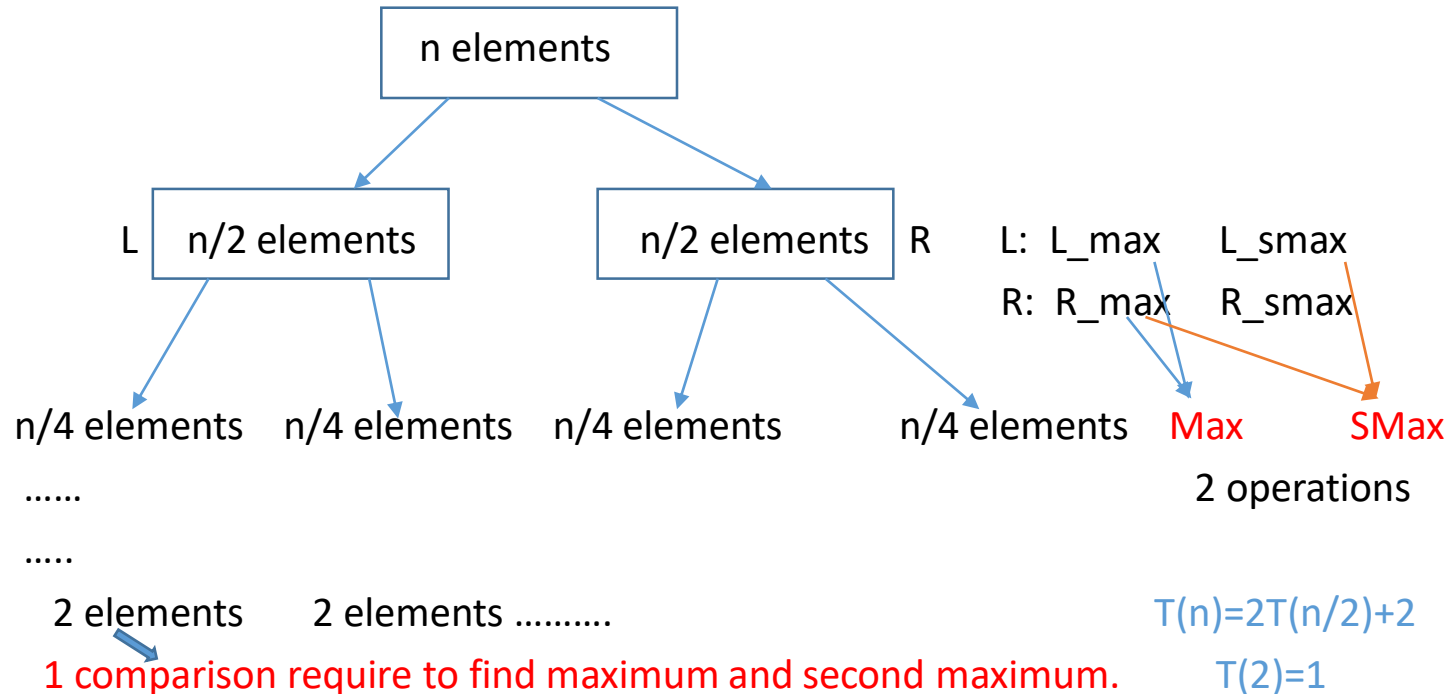 n elements
L n/2 elements n/2 elements R L: L_max L_smax
R: R_max R_smax
n/4 elements n/4 elements n/4 elements n/4 elements Max SMax
...... 2 operations
.....
2 elements 2 elements .......... T(n)=2T(n/2)+2
1 comparison require to find maximum and second maximum. T(2)=1